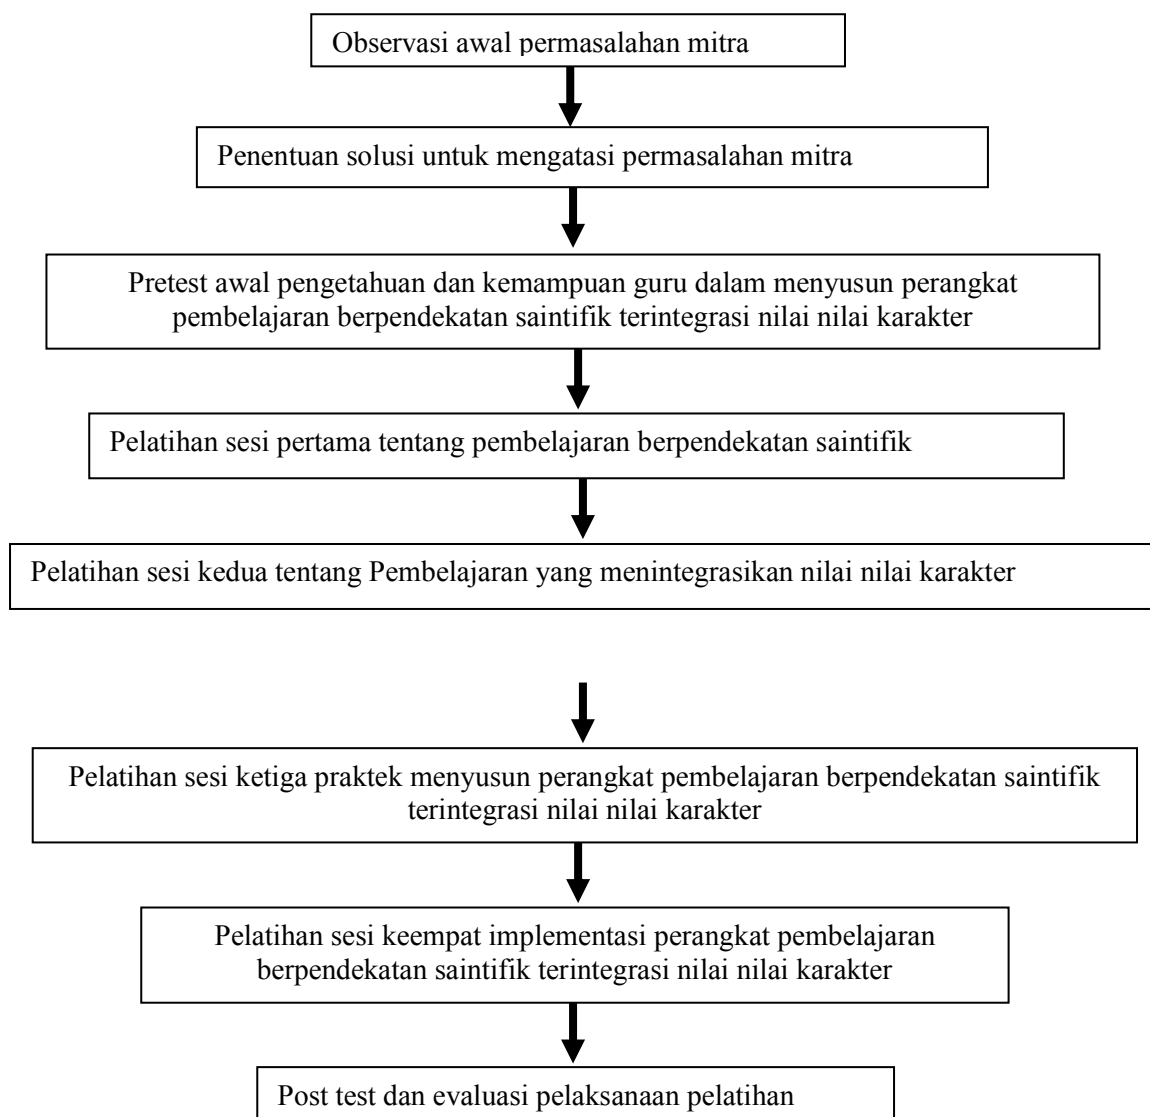 Observasi awal permasalahan mitra
Penentuan solusi untuk mengatasi permasalahan mitra
Pretest awal pengetahuan dan kemampuan guru dalam menyusun perangkat
pembelajaran berpendekatan saintifik terintegrasi nilai nilai karakter
Pelatihan sesi pertama tentang pembelajaran berpendekatan saintifik
Pelatihan sesi kedua tentang Pembelajaran yang menintegrasikan nilai nilai karakter
Pelatihan sesi ketiga praktek menyusun perangkat pembelajaran berpendekatan saintifik
terintegrasi nilai nilai karakter
Pelatihan sesi keempat implementasi perangkat pembelajaran
berpendekatan saintifik terintegrasi nilai nilai karakter
Post test dan evaluasi pelaksanaan pelatihan